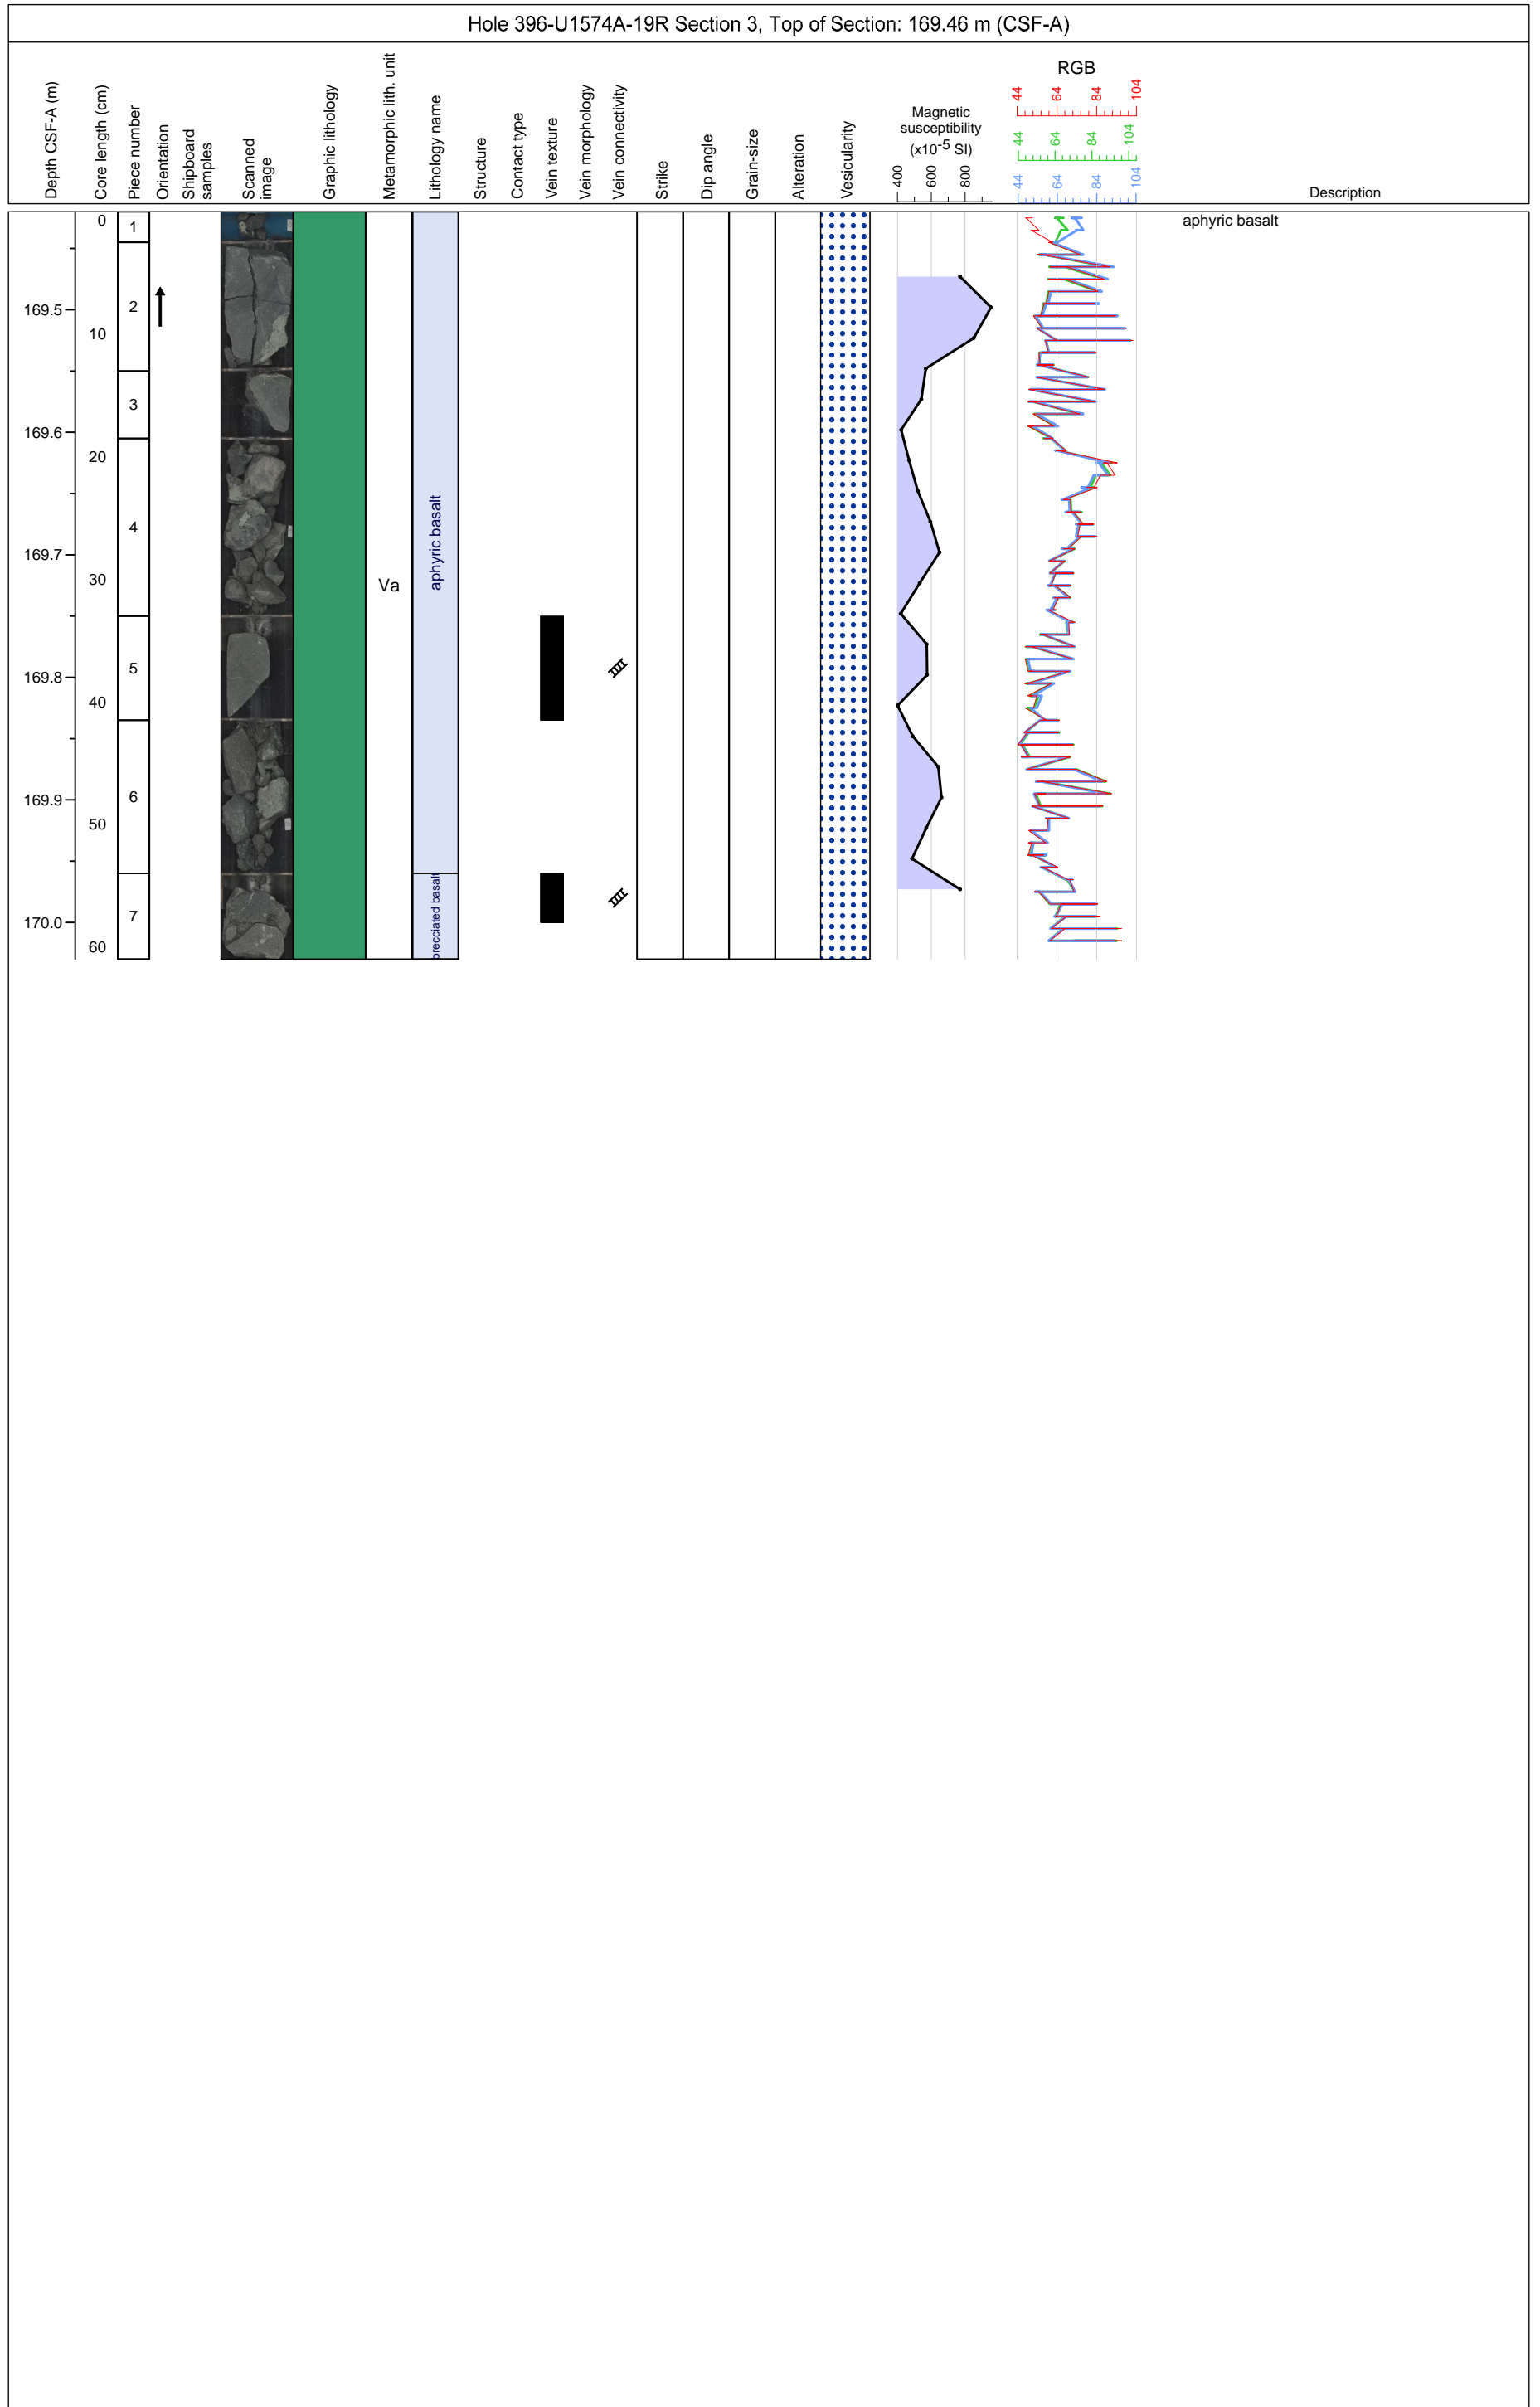 Hole 396-U1574A-19R Section 3, Top of Section: 169.46 m (CSF-A)
Depth CSF-A (m)
Core length (cm)
Piece number
Orientation
Shipboard
samples
Scanned
image
Graphic lithology
Metamorphic lith. unit
Lithology name
Structure
Contact type
Vein texture
Vein morphology
Vein connectivity
Strike
Dip angle
Grain-size
Alteration
Vesicularity
Magnetic
susceptibility
(x10-5 SI)
400 600 800
RGB
44 64 84 104
44 64 84 104
44 64 84 104
Description
0
1
aphyric basalt
169.5
2
10
3
169.6
20
4
aphyric basalt
169.7
30
Va
5
169.8
40
6
169.9
50
7
brecciated basalt
170.0
60